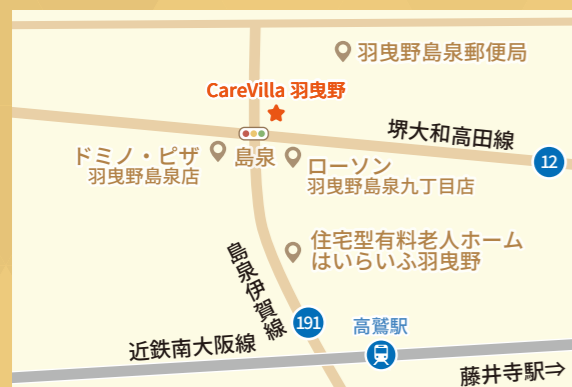 羽曳野島泉郵便局
CareVilla 羽曳野
堺大和高田線
12
ドミノ・ピザ
羽曳野島泉店
島泉
ローソン
羽曳野島泉九丁目店
住宅型有料老人ホーム
はいらいふ羽曳野
島泉伊賀線
191
高鷲駅
近鉄南大阪線
藤井寺駅⇒